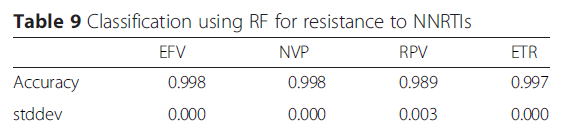 Table 9 Classification using RF for resistance to NNRTIs
EFV NVP RPV ETR
Accuracy 0.998 0.998 0.989 0.997
stddev 0.000 0.000 0.003 0.000